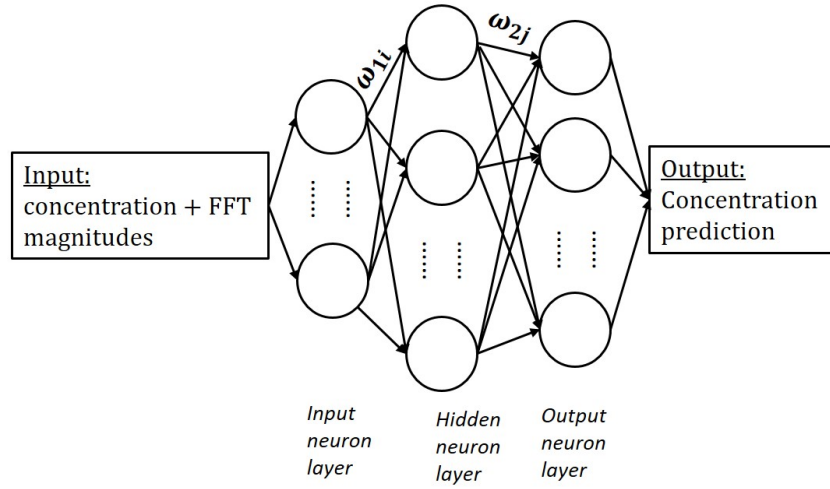 ω₁ᵢ
ω₂ⱼ
Input:
concentration + FFT
magnitudes
Output:
Concentration
prediction
Input
neuron
layer
Hidden
neuron
layer
Output
neuron
layer